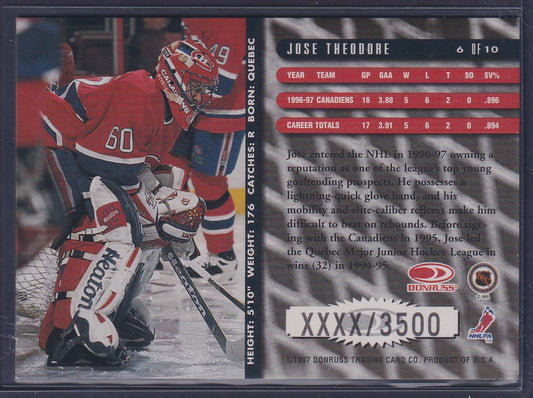 JOSE THEODORE 6 OF 10
YEAR TEAM GP GAA W L T SO SV%
1996-97 CANADIENS 16 3.88 5 6 2 0 .896
CAREER TOTALS 17 3.91 5 6 2 0 .894
Jose entered the NHL in 1996-97 owning a
reputation as one of the league's top young
goaltending prospects. He possesses a
lightning-quick glove hand, and his
mobility and elite-caliber reflexes make him
difficult to beat on rebounds. Before sign-
ing with the Canadiens in 1995, Jose led
the Quebec Major Junior Hockey League in
wins (32) in 1994-95.
DONRUSS
© NHL
XXXX/3500
NHLPA
©1997 DONRUSS TRADING CARD CO. PRODUCT OF U.S.A.
HEIGHT: 5'10" WEIGHT: 176 CATCHES: R BORN: QUEBEC
60
49
Newton